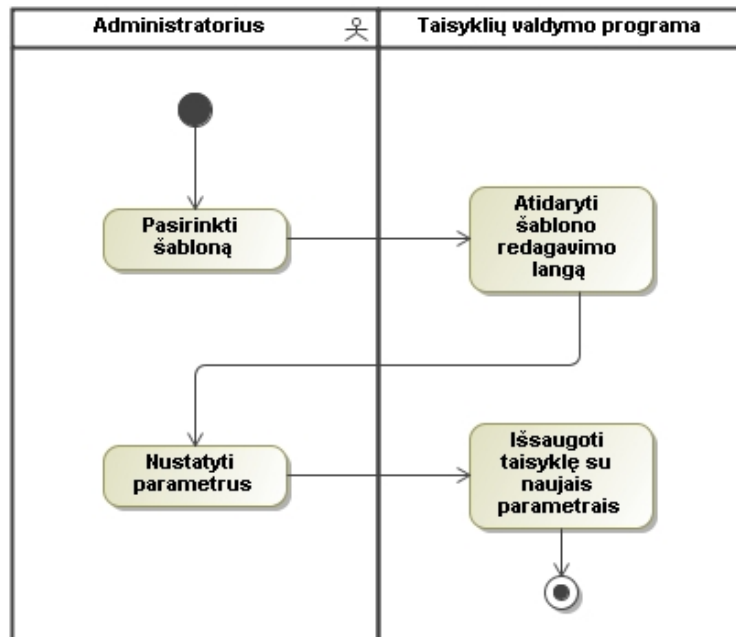 Administratorius
Taisyklių valdymo programa
Pasirinkti
šabloną
Atidaryti
šablono
redagavimo
langą
Nustatyti
parametrus
Išsaugoti
taisyklę su
naujais
parametrais